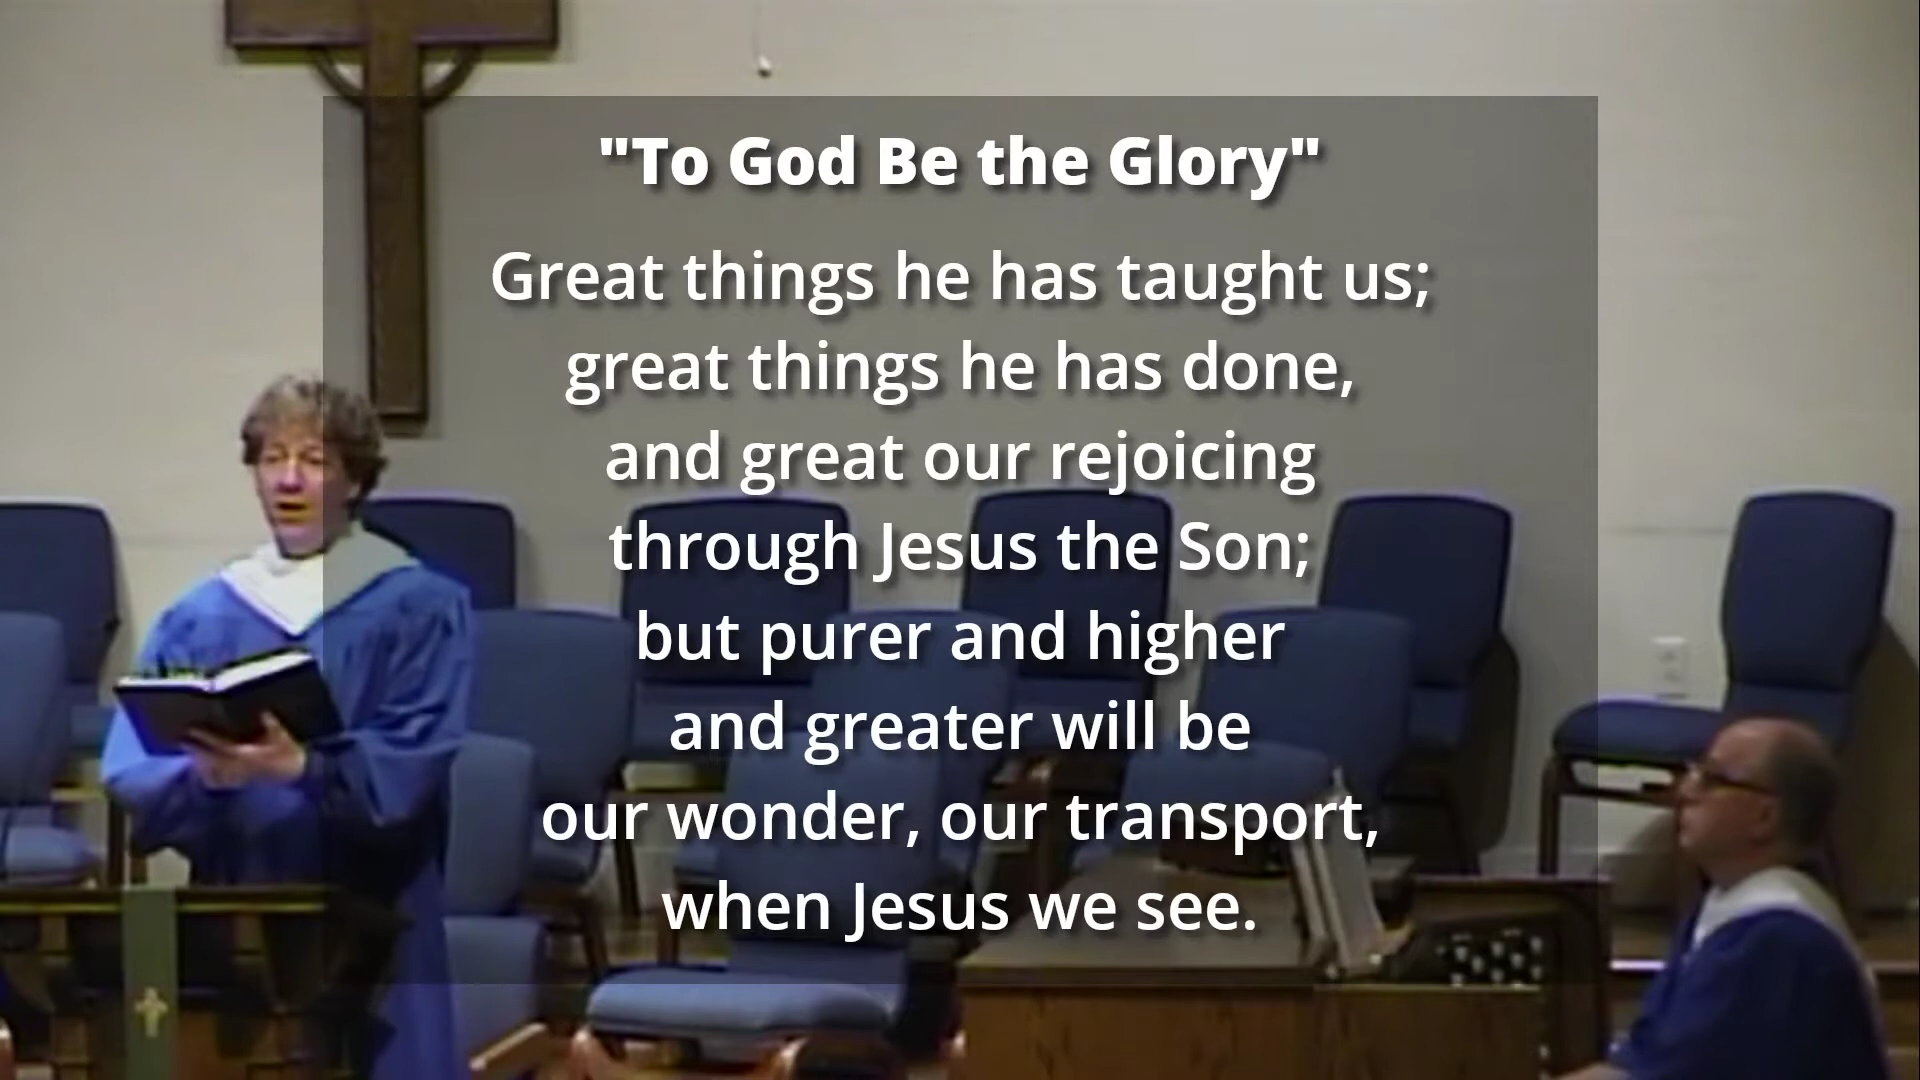 "To God Be the Glory"
Great things he has taught us;
great things he has done,
and great our rejoicing
through Jesus the Son;
but purer and higher
and greater will be
our wonder, our transport,
when Jesus we see.